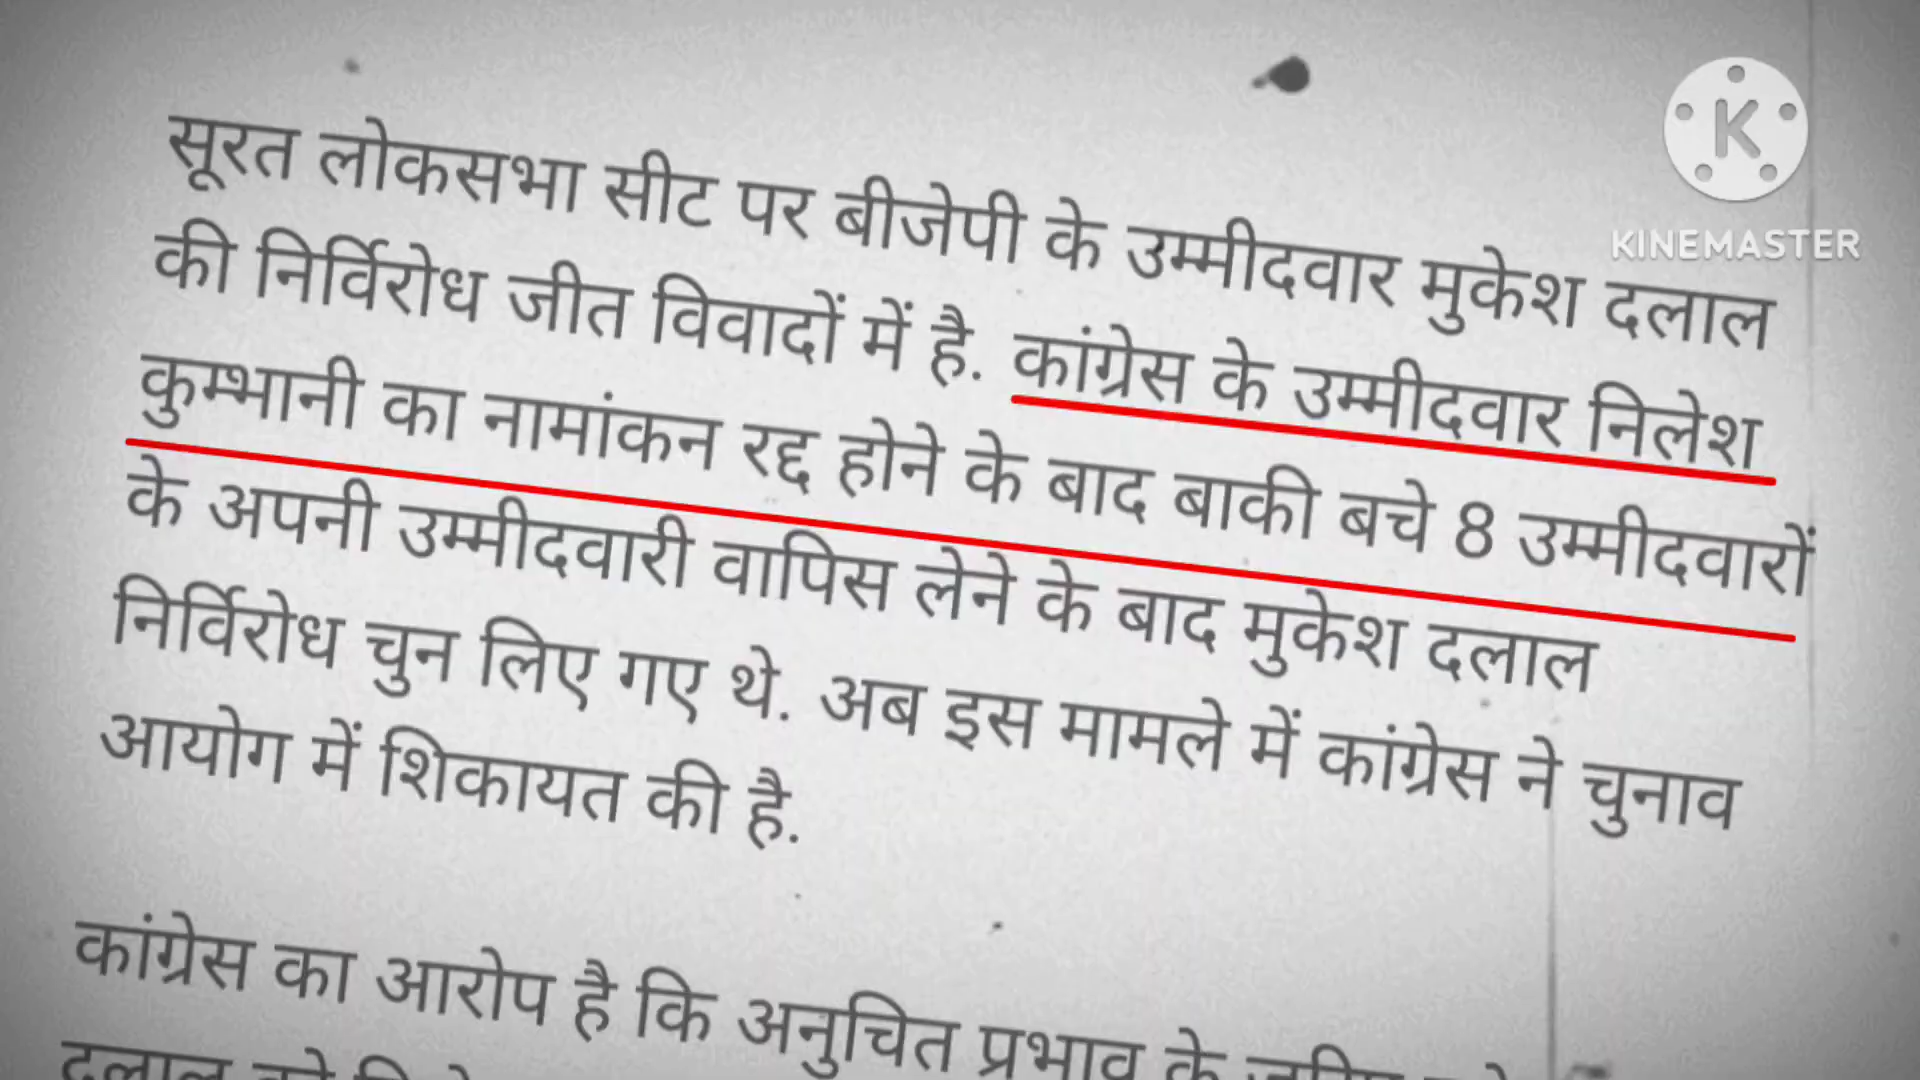 सूरत लोकसभा सीट पर बीजेपी के उम्मीदवार मुकेश दलाल
की निर्विरोध जीत विवादों में है. कांग्रेस के उम्मीदवार निलेश
कुम्भानी का नामांकन रद्द होने के बाद बाकी बचे 8 उम्मीदवारों
के अपनी उम्मीदवारी वापिस लेने के बाद मुकेश दलाल
निर्विरोध चुन लिए गए थे. अब इस मामले में कांग्रेस ने चुनाव
आयोग में शिकायत की है.
कांग्रेस का आरोप है कि अनुचित प्रभाव के
दलाल
K
KINEMASTER